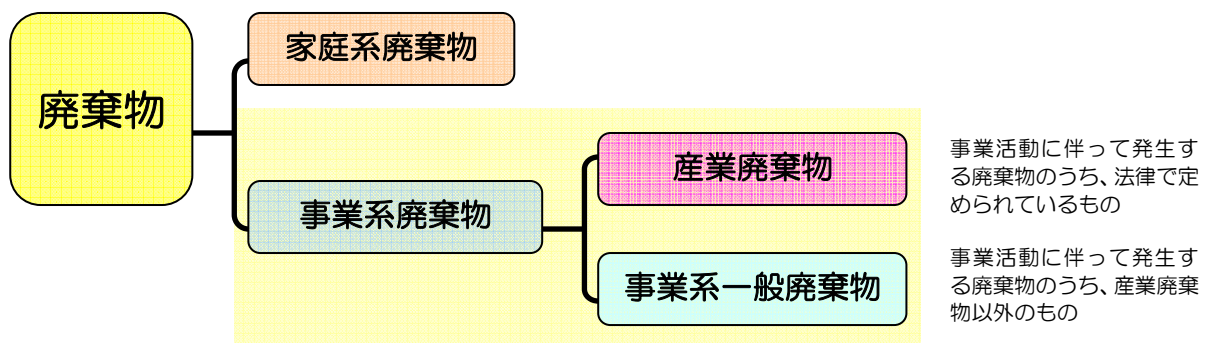 家庭系廃棄物
廃棄物
産業廃棄物
事業活動に伴って発生す
る廃棄物のうち、法律で定
められているもの
事業系廃棄物
事業系一般廃棄物
事業活動に伴って発生す
る廃棄物のうち、産業廃棄
物以外のもの